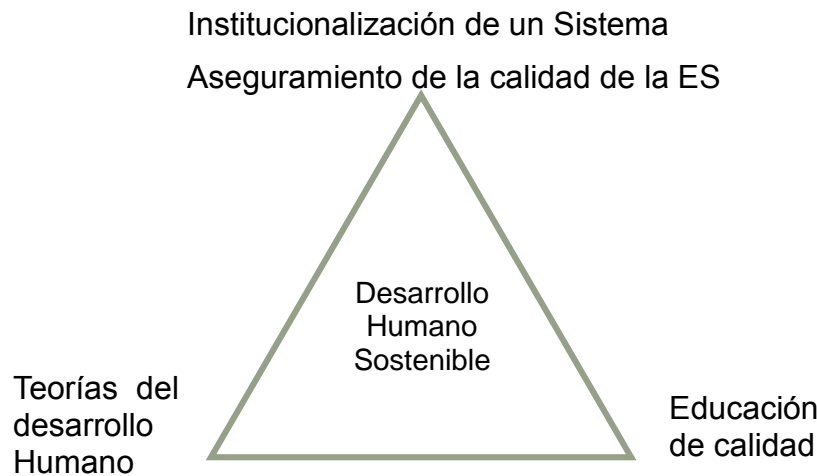 Institucionalización de un Sistema
Aseguramiento de la calidad de la ES
Desarrollo
Humano
Sostenible
Teorías del
desarrollo
Humano
Educación
de calidad